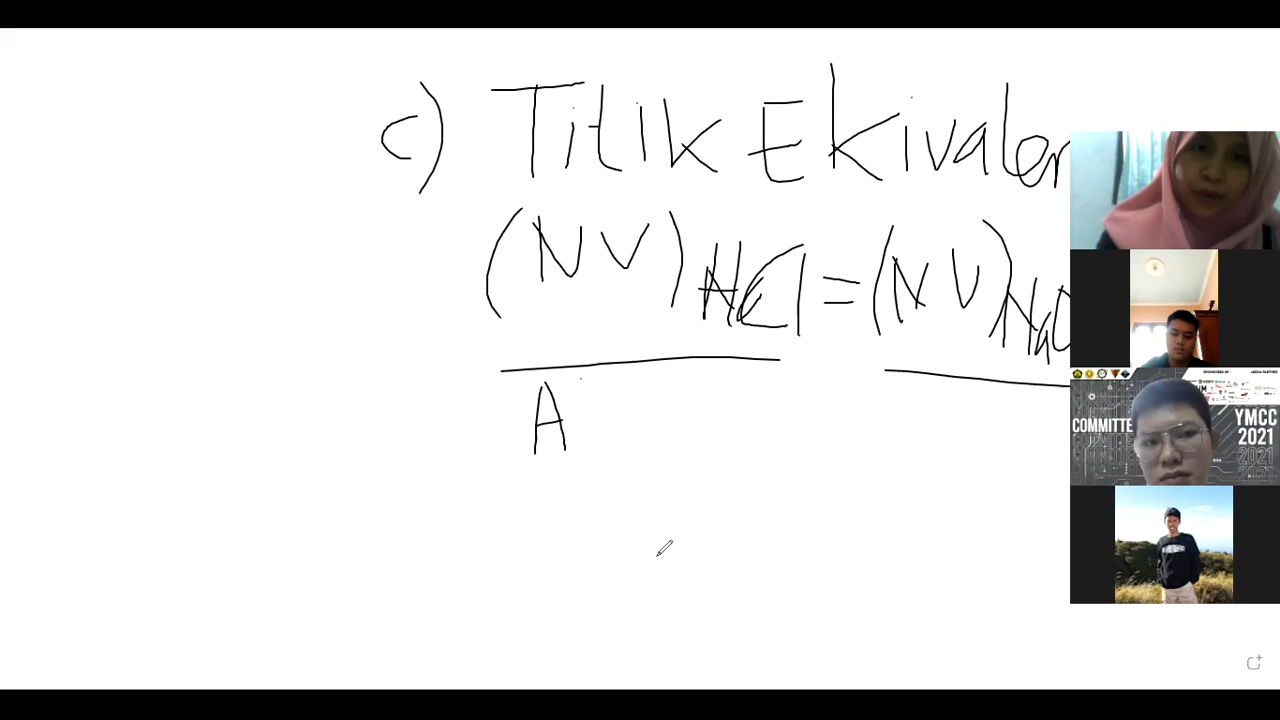 c) Titik Ekivalen
(NV) HCl = (NV) NaO
A
COMMITTE
YMCC
2021